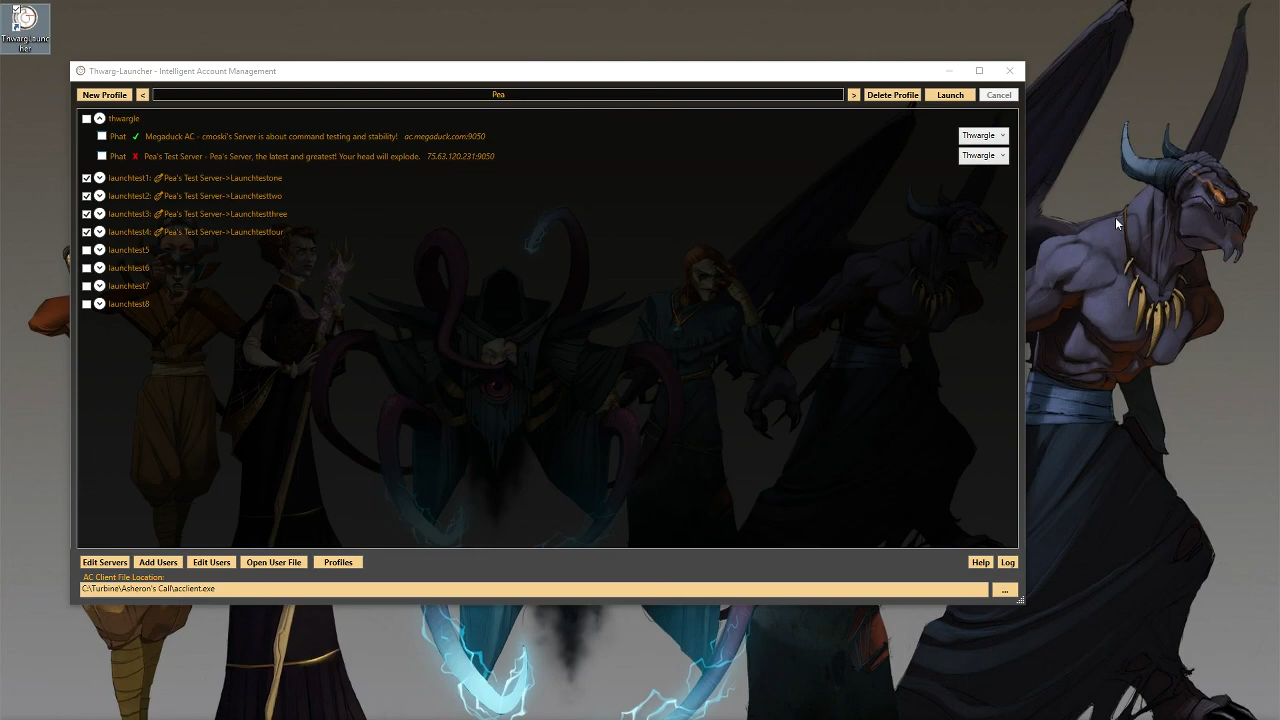 ThwargLaunc
her
Thwarg-Launcher - Intelligent Account Management
New Profile < Pea > Delete Profile Launch Cancel
thwargle
Phat Megaduck AC - cmoski's Server is about command testing and stability! ac.megaduck.com:9050 Thwargle
Phat X Pea's Test Server - Pea's Server, the latest and greatest! Your head will explode. 75.63.120.231:9050 Thwargle
launchtest1: Pea's Test Server->Launchtestone
launchtest2: Pea's Test Server->Launchtesttwo
launchtest3: Pea's Test Server->Launchtestthree
launchtest4: Pea's Test Server->Launchtestfour
launchtest5
launchtest6
launchtest7
launchtest8
Edit Servers Add Users Edit Users Open User File Profiles Help Log
AC Client File Location:
C:\Turbine\Asheron's Call\acclient.exe ...